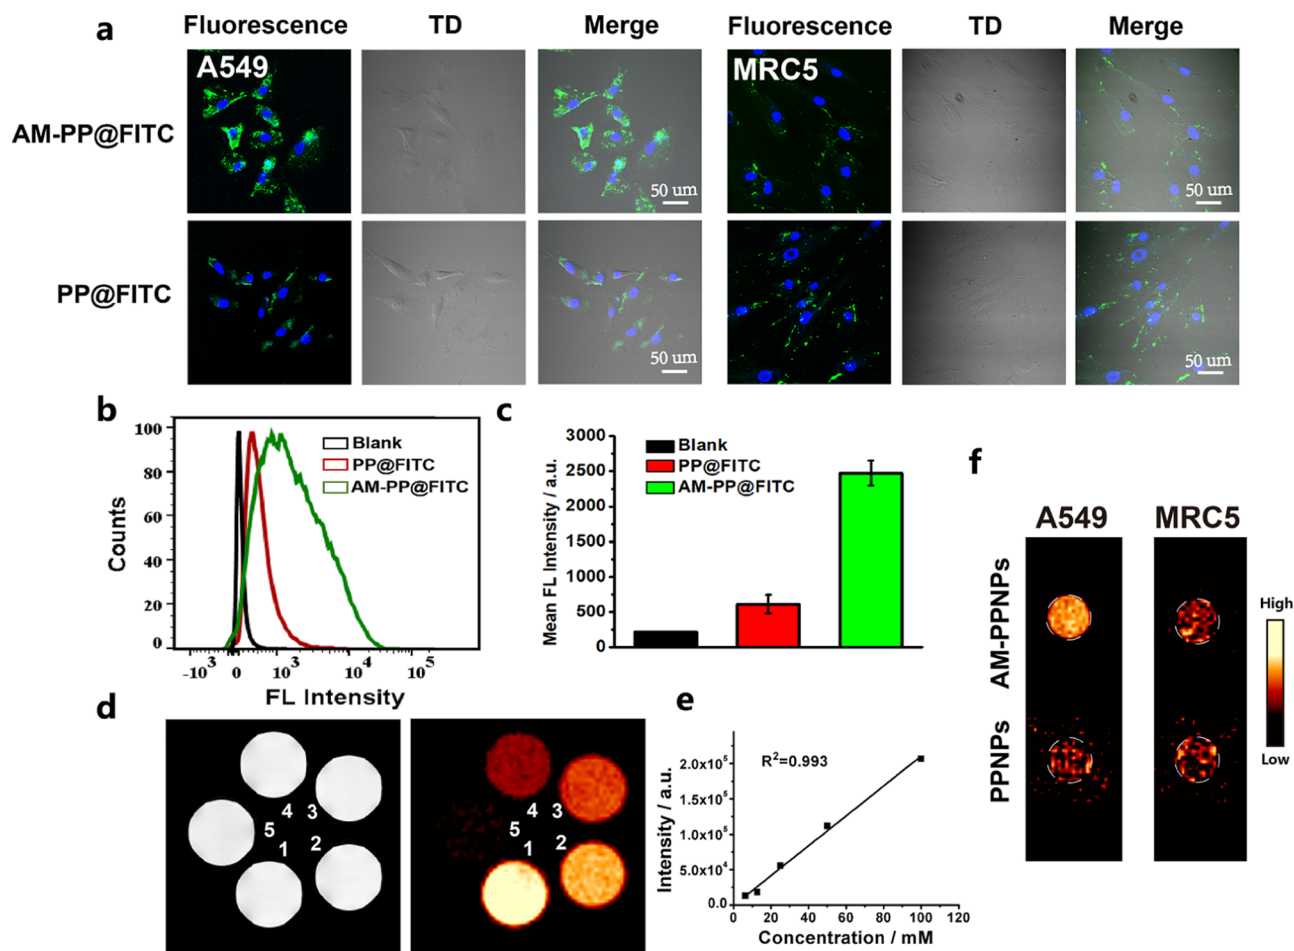 a
Fluorescence TD Merge Fluorescence TD Merge
A549 MRC5
AM-PP@FITC
50 um 50 um
PP@FITC
50 um 50 um
b
100
80
60
40
20
0
Counts
Blank
PP@FITC
AM-PP@FITC
-10³ 0 10³ 10⁴ 10⁵
FL Intensity
c
3000
2500
2000
1500
1000
500
0
Mean FL Intensity / a.u.
Blank
PP@FITC
AM-PP@FITC
d
4 3
5 2
1
4 3
5 2
1
e
R²=0.993
2.0x10⁵
1.5x10⁵
1.0x10⁵
5.0x10⁴
0.0
Intensity / a.u.
0 20 40 60 80 100 120
Concentration / mM
f
A549 MRC5
AM-PPNPs
PPNPs
High
Low